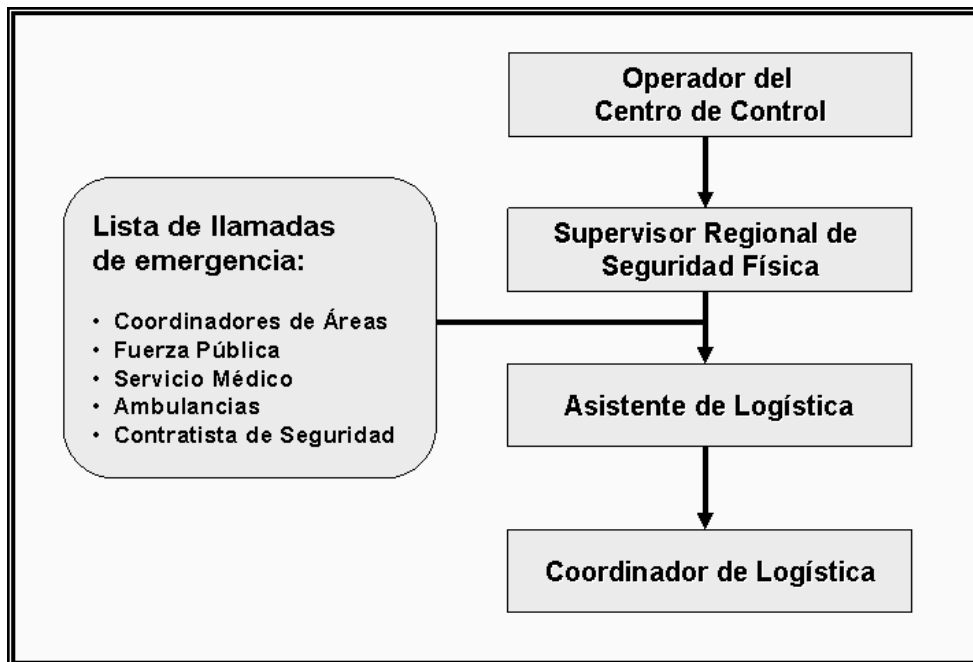 Operador del
Centro de Control
Supervisor Regional de
Seguridad Física
Lista de llamadas
de emergencia:
• Coordinadores de Áreas
• Fuerza Pública
• Servicio Médico
• Ambulancias
• Contratista de Seguridad
Asistente de Logística
Coordinador de Logística